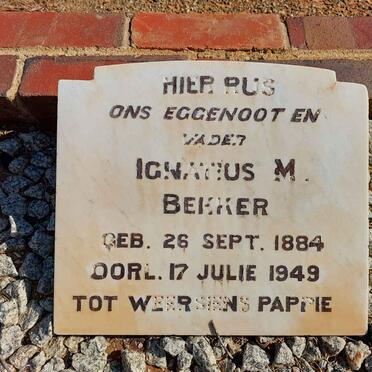 HIER RUS
ONS EGGENOOT EN
VADER
IGNATIUS M.
BEKKER
GEB. 26 SEPT. 1884
OORL. 17 JULIE 1949
TOT WEERSIENS PAPPIE